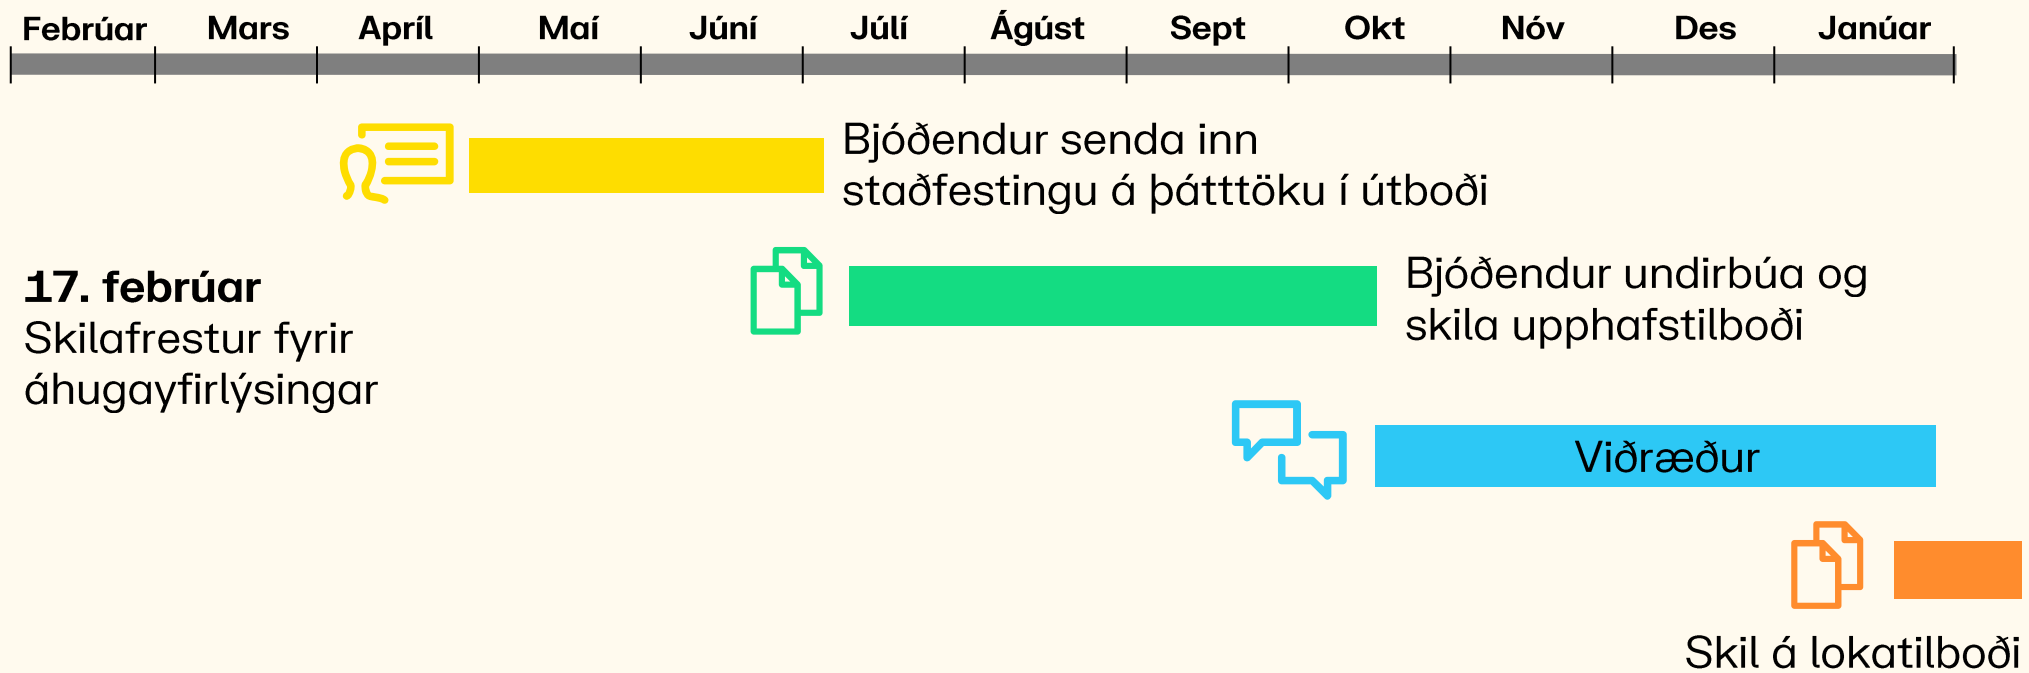 Febrúar Mars Apríl Maí Júní Júlí Ágúst Sept Okt Nóv Des Janúar
Bjóðendur senda inn
staðfestingu á þátttöku í útboði
17. febrúar
Skilafrestur fyrir
áhugayfirlýsingar
Bjóðendur undirbúa og
skila upphafstilboði
Viðræður
Skil á lokatilboði